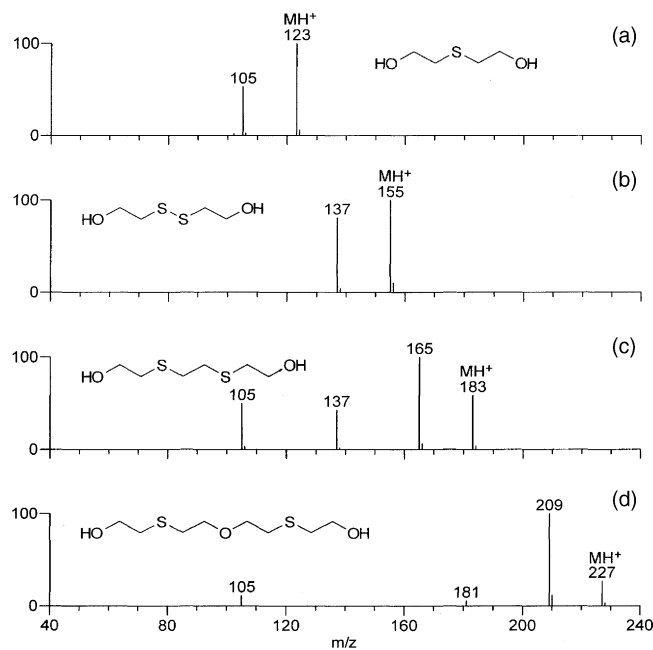 MH+
123
(a)
105
HO S OH
100
0
MH+
155
(b)
100
137
HO S S OH
0
165
(c)
100
MH+
183
HO S S OH
105
137
0
209
(d)
100
HO S O S OH
MH+
227
105
181
0
40 80 120 160 200 240
m/z